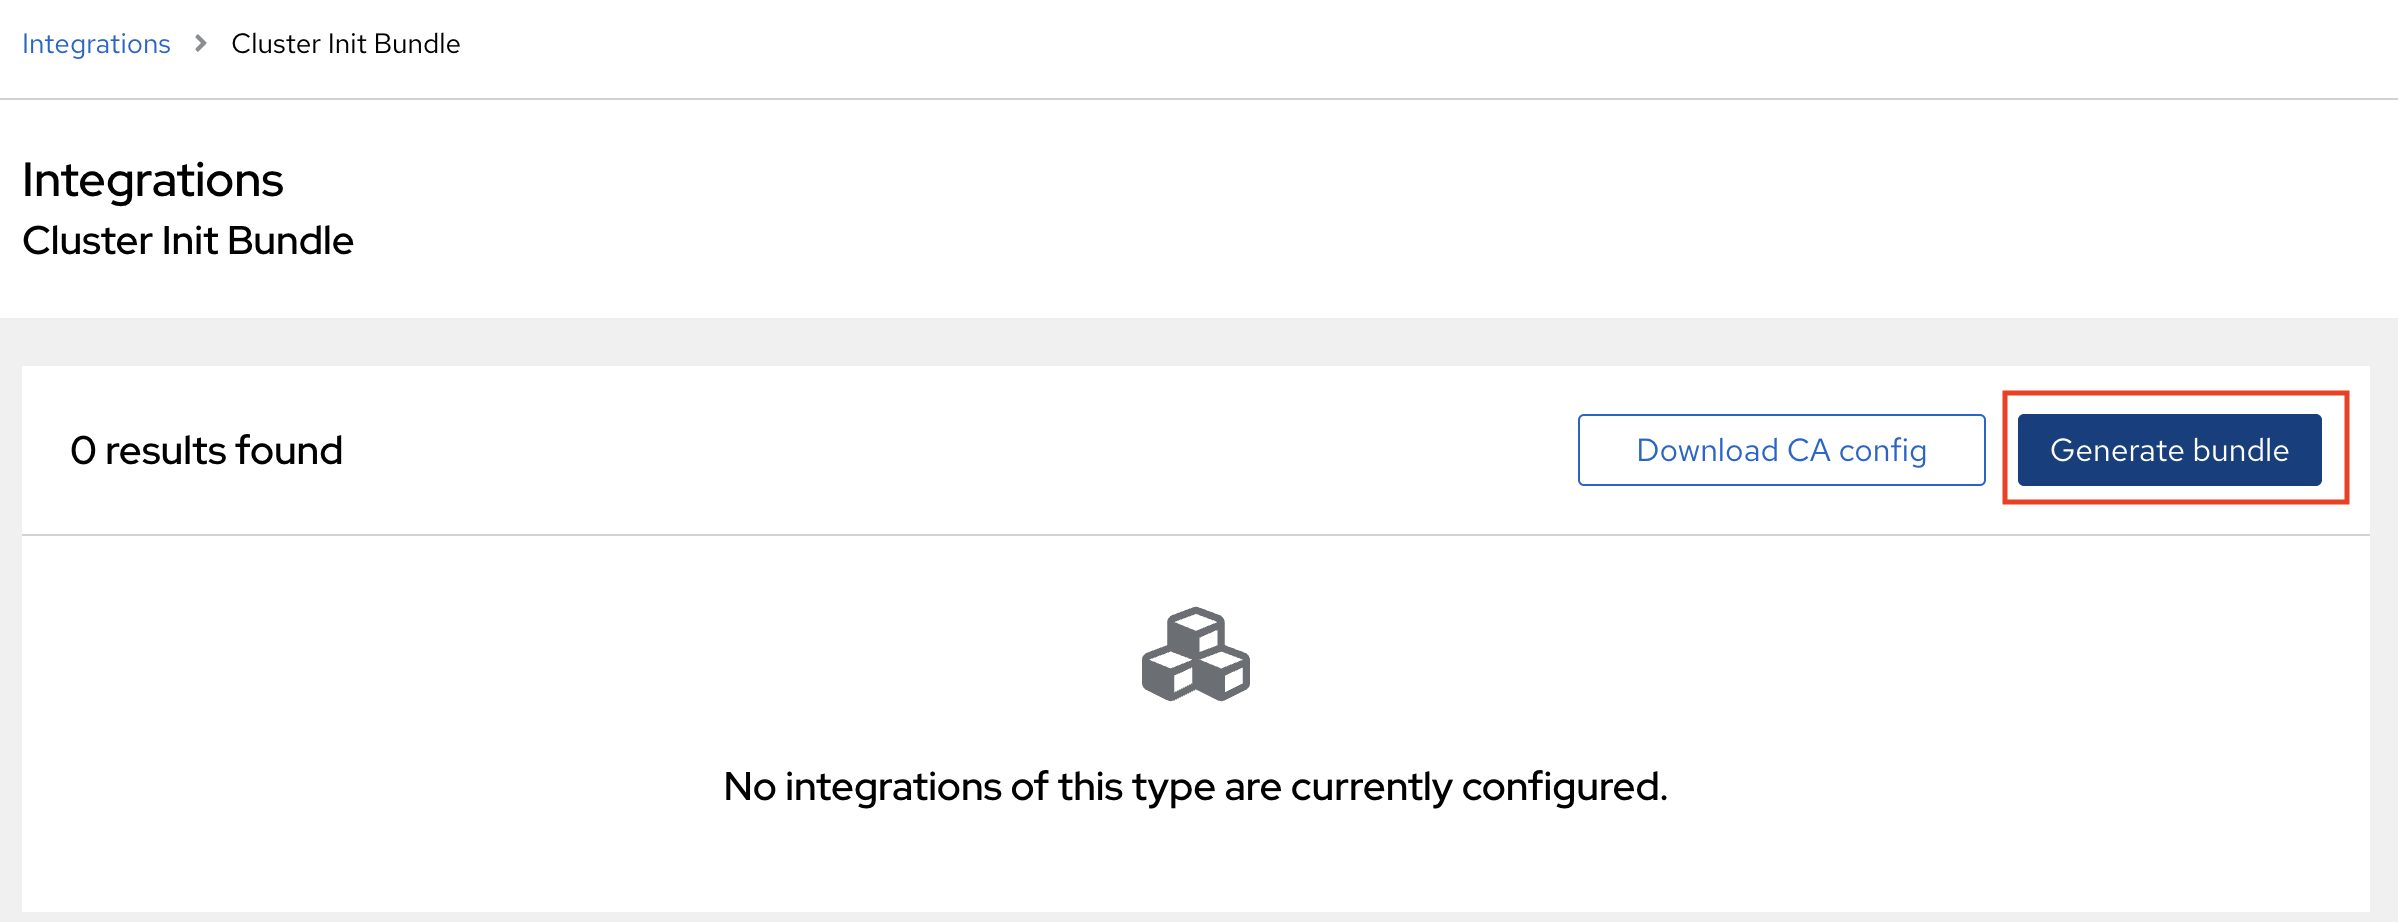 Integrations > Cluster Init Bundle
Integrations
Cluster Init Bundle
0 results found
Download CA config
Generate bundle
No integrations of this type are currently configured.